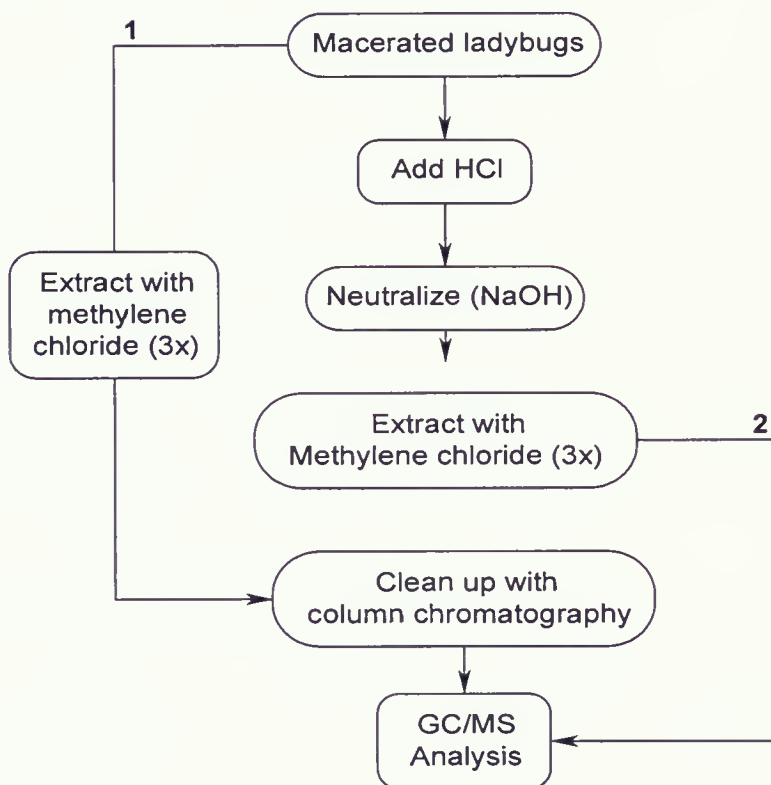 1
Macerated ladybugs
Add HCl
Extract with
methylene
chloride (3x)
Neutralize (NaOH)
Extract with
Methylene chloride (3x)
2
Clean up with
column chromatography
GC/MS
Analysis